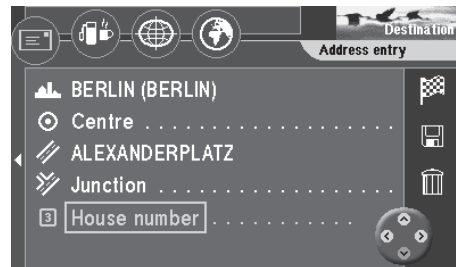 Destination
Address entry
BERLIN (BERLIN)
Centre . . . . . . . . . . . . . . . . . . . .
ALEXANDERPLATZ
Junction . . . . . . . . . . . . . . . . . . .
3 House number . . . . . . . . . . .